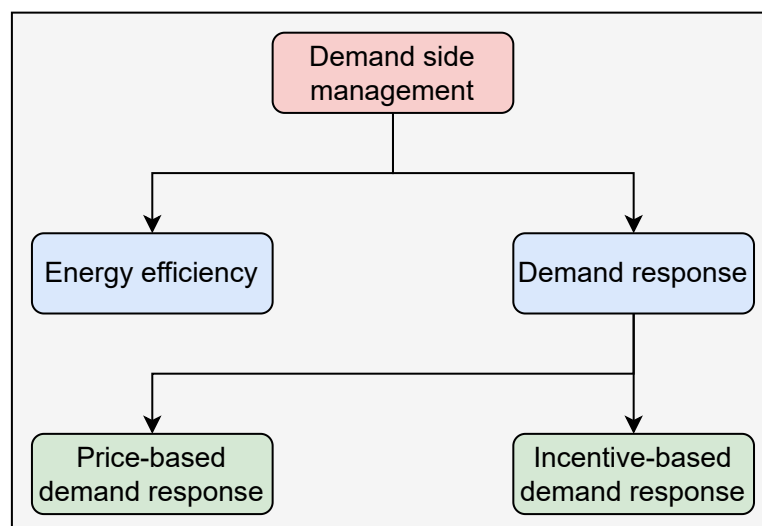 Demand side
management
Energy efficiency
Demand response
Price-based
demand response
Incentive-based
demand response